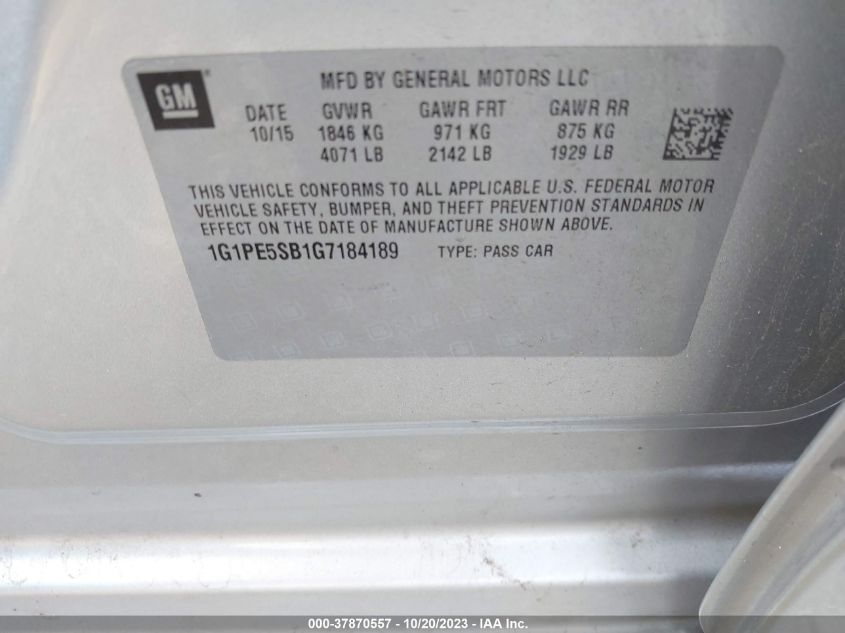 GM
MFD BY GENERAL MOTORS LLC
DATE GVWR GAWR FRT GAWR RR
10/15 1846 KG 971 KG 875 KG
4071 LB 2142 LB 1929 LB
THIS VEHICLE CONFORMS TO ALL APPLICABLE U.S. FEDERAL MOTOR
VEHICLE SAFETY, BUMPER, AND THEFT PREVENTION STANDARDS IN
EFFECT ON THE DATE OF MANUFACTURE SHOWN ABOVE.
1G1PE5SB1G7184189 TYPE: PASS CAR
000-37870557 - 10/20/2023 - IAA Inc.